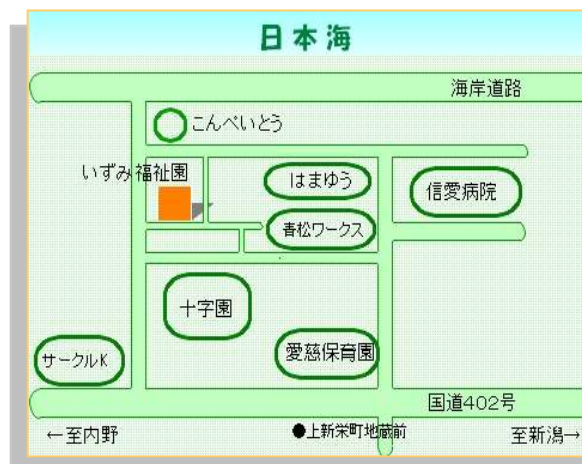 日本海
海岸道路
こんぺいとう
いずみ福祉園
はまゆう
信愛病院
青松ワークス
十字園
愛慈保育園
サークルK
国道402号
←至内野
●上新栄町地蔵前
至新潟→